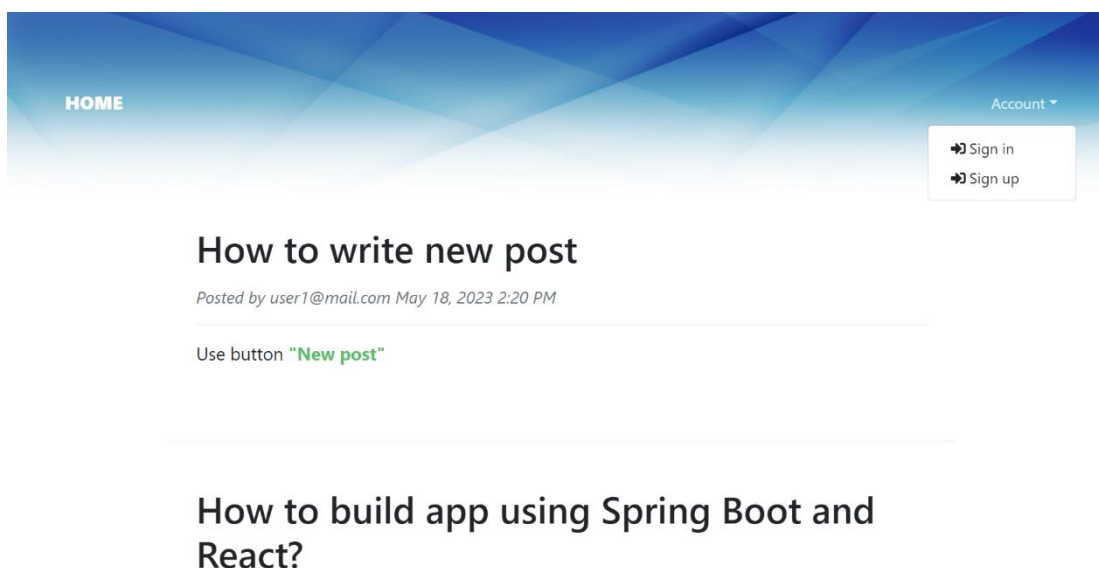 HOME
Account
Sign in
Sign up
How to write new post
Posted by user1@mail.com May 18, 2023 2:20 PM
Use button "New post"
How to build app using Spring Boot and
React?